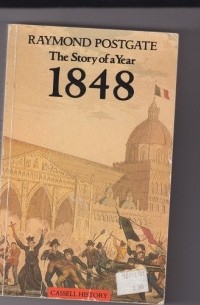 RAYMOND POSTGATE
The Story of a Year
1848
CASSELL HISTORY